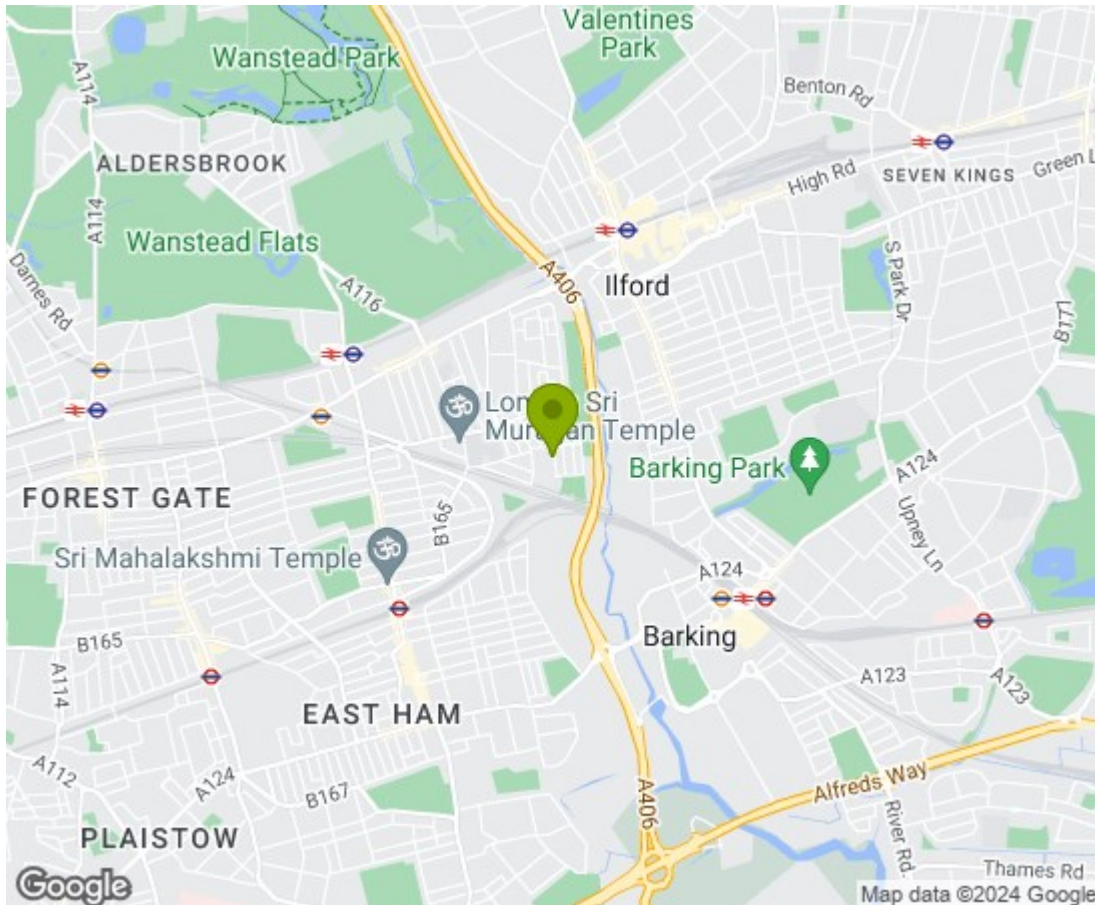 Valentines
Park
Wanstead Park
A114
Benton Rd
ALDERSBROOK
High Rd
SEVEN KINGS
Green L
A114
Wanstead Flats
Dames Rd
A116
A406
Ilford
S Park Dr
B177
Sri
Temple
Barking Park
A124
Upney Ln
FOREST GATE
B165
Sri Mahalakshmi Temple
A124
B165
Barking
A114
A123
A123
EAST HAM
A112
A124
B167
A406
Alfreds Way
PLAISTOW
River Rd
Thames Rd
Google
Map data ©2024 Google